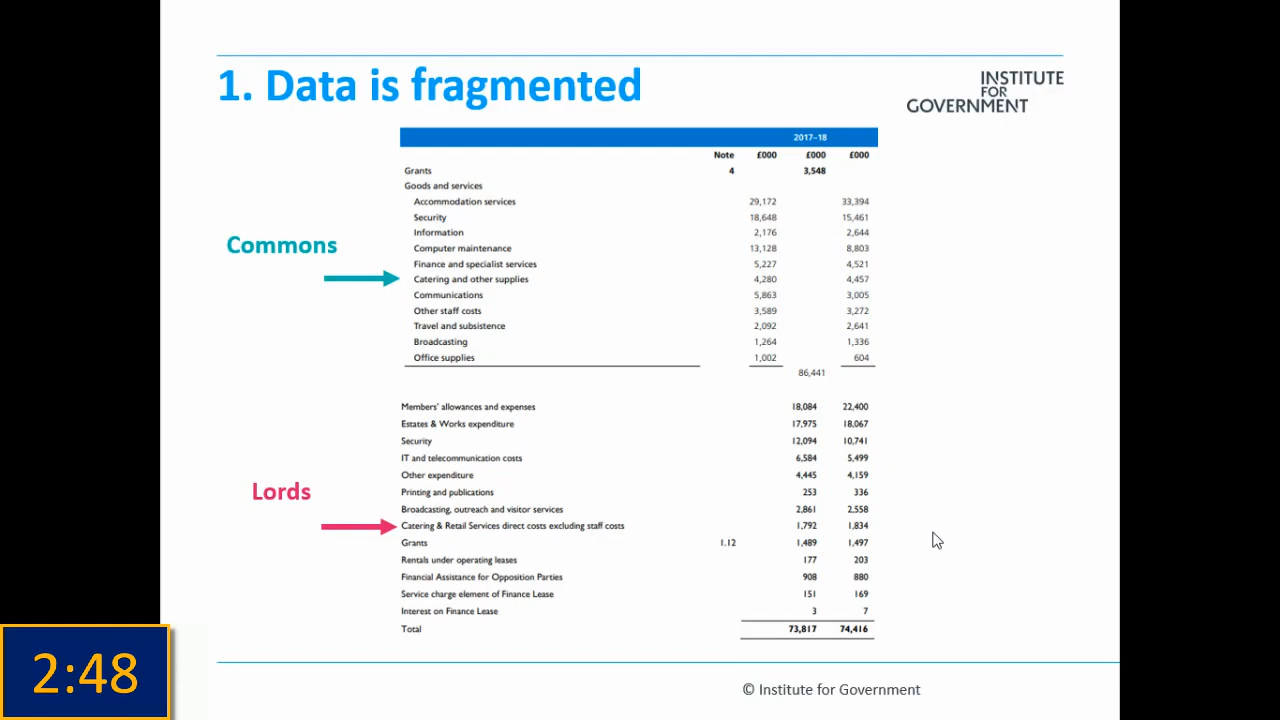 1. Data is fragmented
INSTITUTE
FOR
GOVERNMENT
2017–18
Note £000 £000 £000
Grants 4 3,548
Goods and services
Accommodation services 29,172 33,394
Security 18,648 15,461
Information 2,176 2,644
Commons
Computer maintenance 13,128 8,803
Finance and specialist services 5,227 4,521
Catering and other supplies 4,280 4,457
Communications 5,863 3,005
Other staff costs 3,589 3,272
Travel and subsistence 2,092 2,641
Broadcasting 1,264 1,336
Office supplies 1,002 604
86,441
Members' allowances and expenses 18,084 22,400
Estates & Works expenditure 17,975 18,067
Security 12,094 10,741
IT and telecommunication costs 6,584 5,499
Other expenditure 4,445 4,159
Lords
Printing and publications 253 336
Broadcasting, outreach and visitor services 2,861 2,558
Catering & Retail Services direct costs excluding staff costs 1,792 1,834
Grants 1.12 1,489 1,497
Rentals under operating leases 177 203
Financial Assistance for Opposition Parties 908 880
Service charge element of Finance Lease 151 169
Interest on Finance Lease 3 7
Total 73,817 74,416
2:48
© Institute for Government